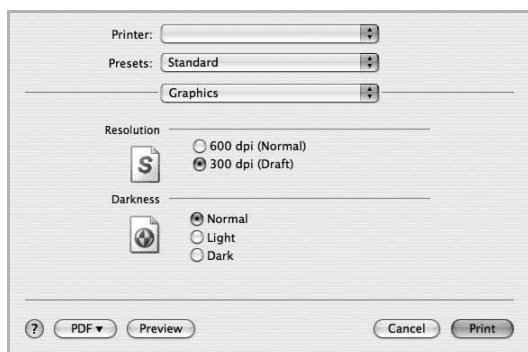 Printer:
Presets: Standard
Graphics
Resolution
600 dpi (Normal)
S
300 dpi (Draft)
Darkness
Normal
Light
Dark
? PDF Preview Cancel Print